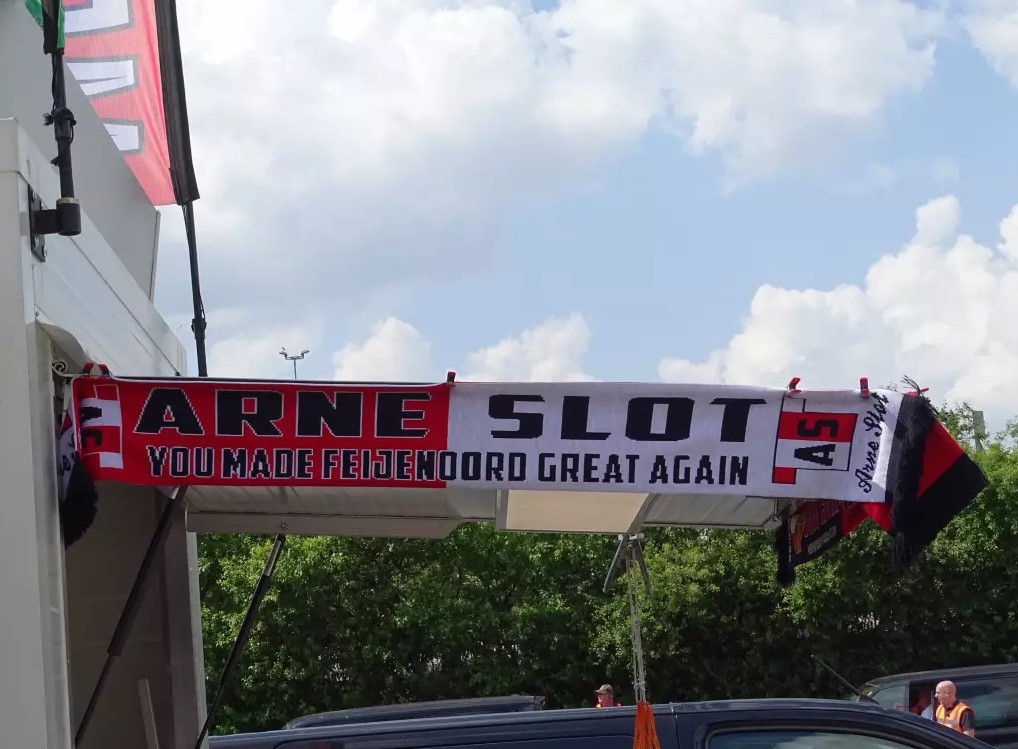 ARNE SLOT
YOU MADE FEIJENOORD GREAT AGAIN
AS
Arne Slot